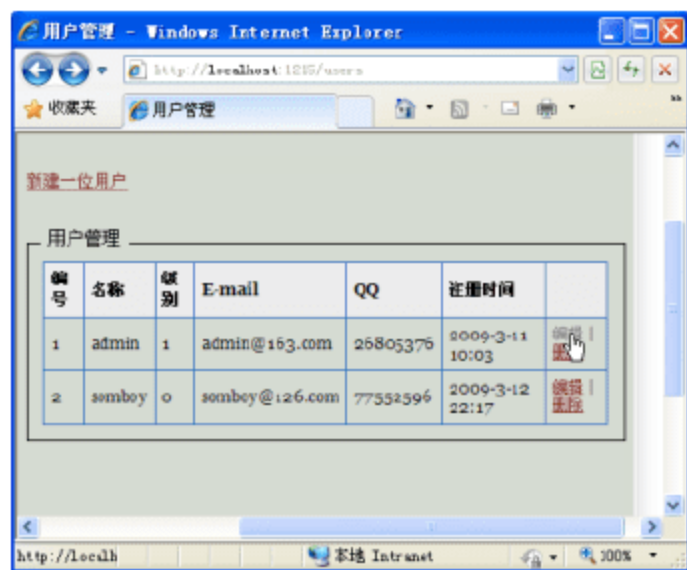 用户管理 - Windows Internet Explorer
http://localhost:1215/users
收藏夹 用户管理
新建一位用户
用户管理
编号 名称 级别 E-mail QQ 注册时间
1 admin 1 admin@163.com 26805376 2009-3-11 10:03 编辑 |
2 somboy 0 somboy@126.com 77552596 2009-3-12 22:17 编辑 | 删除
http://localh 本地 Intranet 100%